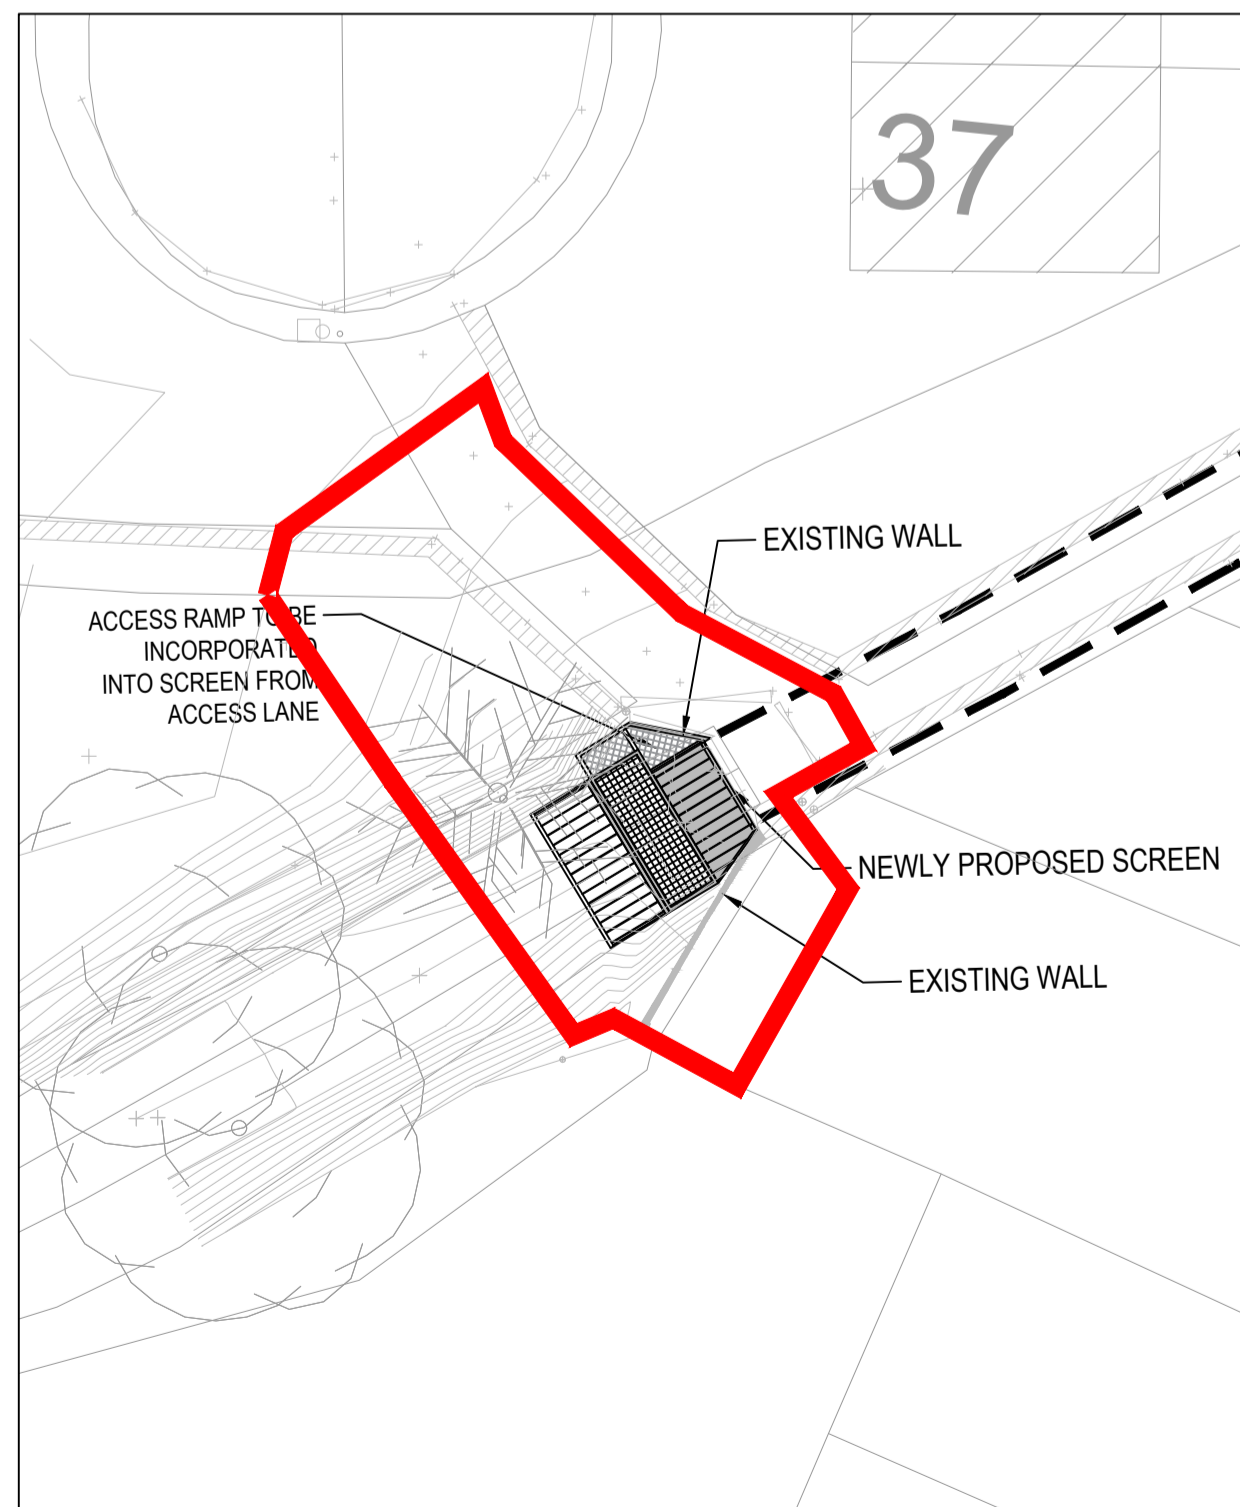 37
EXISTING WALL
ACCESS RAMP TO BE
INCORPORATED
INTO SCREEN FROM
ACCESS LANE
NEWLY PROPOSED SCREEN
EXISTING WALL